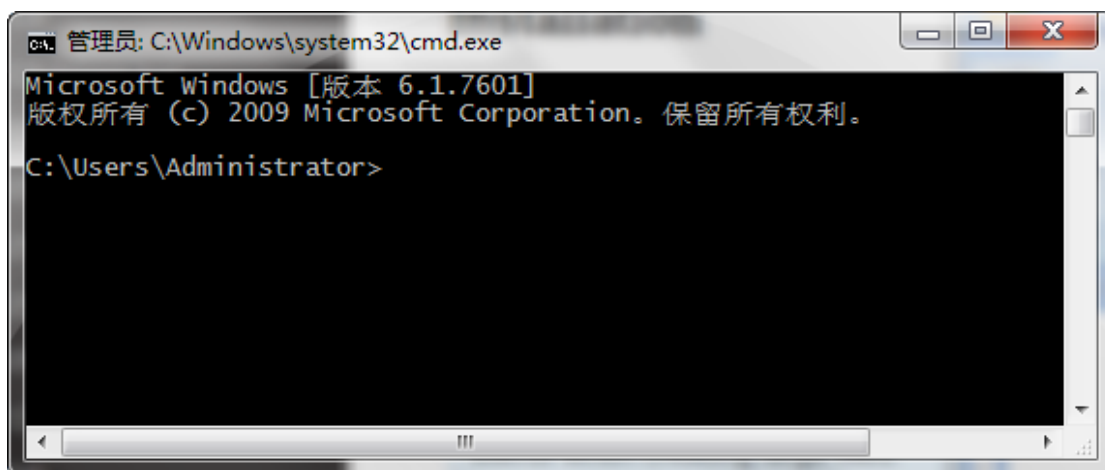 管理员: C:\Windows\system32\cmd.exe
Microsoft Windows [版本 6.1.7601]
版权所有 (c) 2009 Microsoft Corporation。保留所有权利。
C:\Users\Administrator>